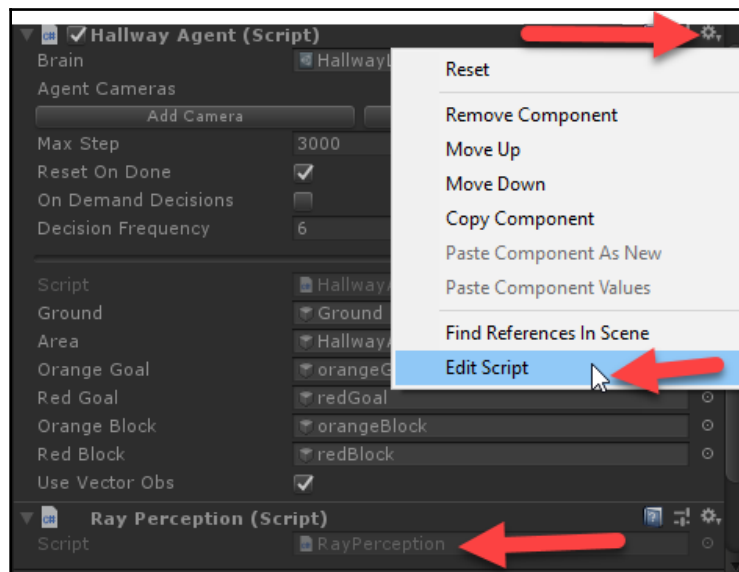 Hallway Agent (Script)
Brain
Reset
Agent Cameras
Add Camera
Remove Component
Max Step 3000
Move Up
Reset On Done
Move Down
On Demand Decisions
Copy Component
Decision Frequency 6
Paste Component As New
Script
Paste Component Values
Ground Ground
Find References In Scene
Area
Orange Goal
Edit Script
Red Goal redGoal
Orange Block orangeBlock
Red Block redBlock
Use Vector Obs
Ray Perception (Script)
Script RayPerception